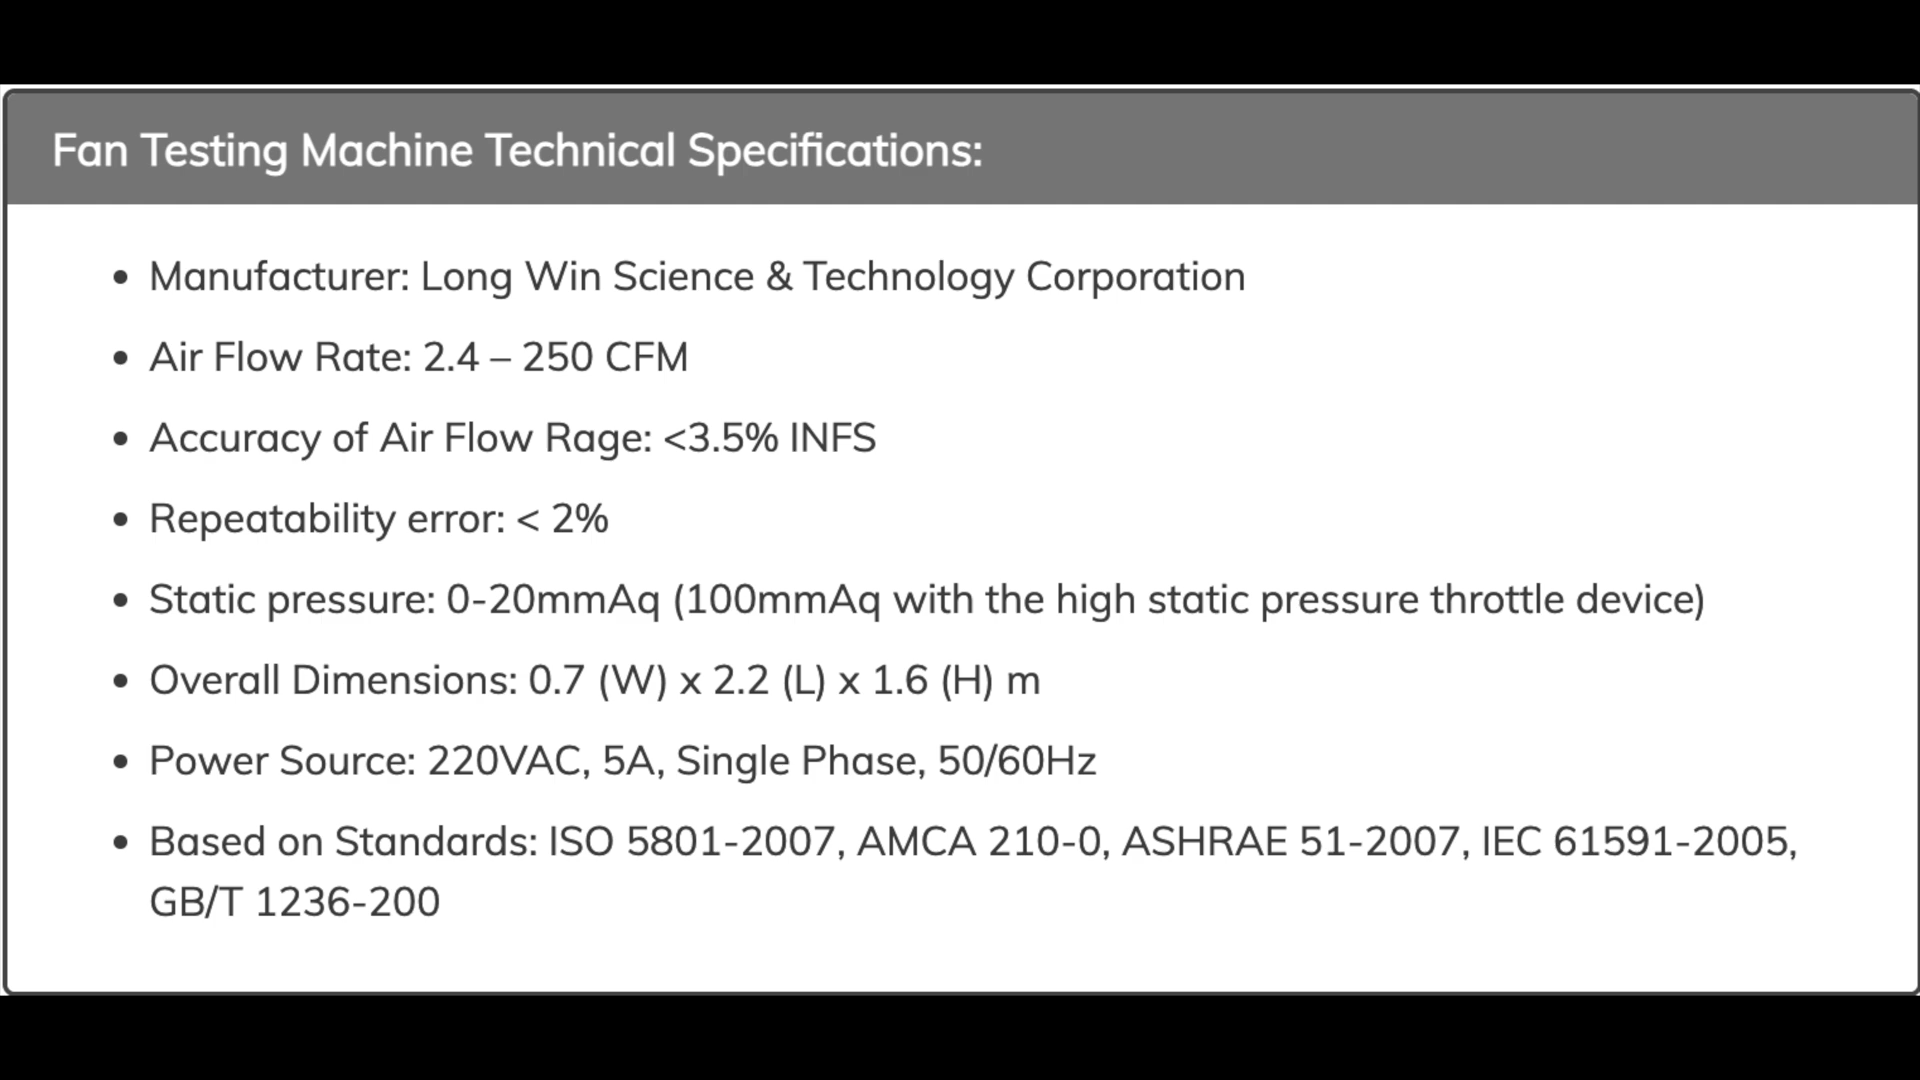 Fan Testing Machine Technical Specifications:
• Manufacturer: Long Win Science & Technology Corporation
• Air Flow Rate: 2.4 – 250 CFM
• Accuracy of Air Flow Rage: <3.5% INFS
• Repeatability error: < 2%
• Static pressure: 0-20mmAq (100mmAq with the high static pressure throttle device)
• Overall Dimensions: 0.7 (W) x 2.2 (L) x 1.6 (H) m
• Power Source: 220VAC, 5A, Single Phase, 50/60Hz
• Based on Standards: ISO 5801-2007, AMCA 210-0, ASHRAE 51-2007, IEC 61591-2005,
GB/T 1236-200